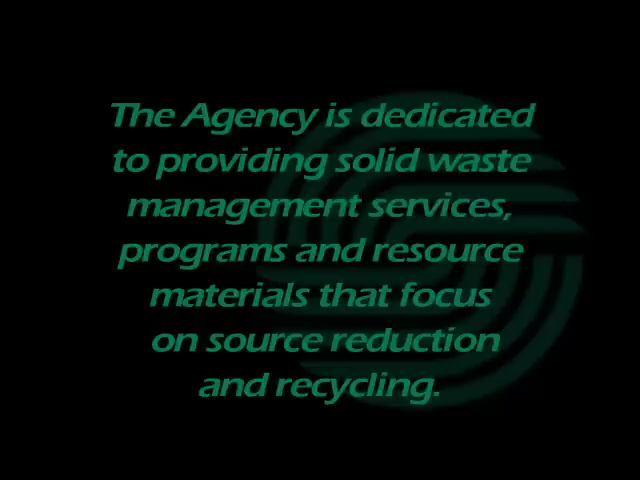 The Agency is dedicated
to providing solid waste
management services,
programs and resource
materials that focus
on source reduction
and recycling.